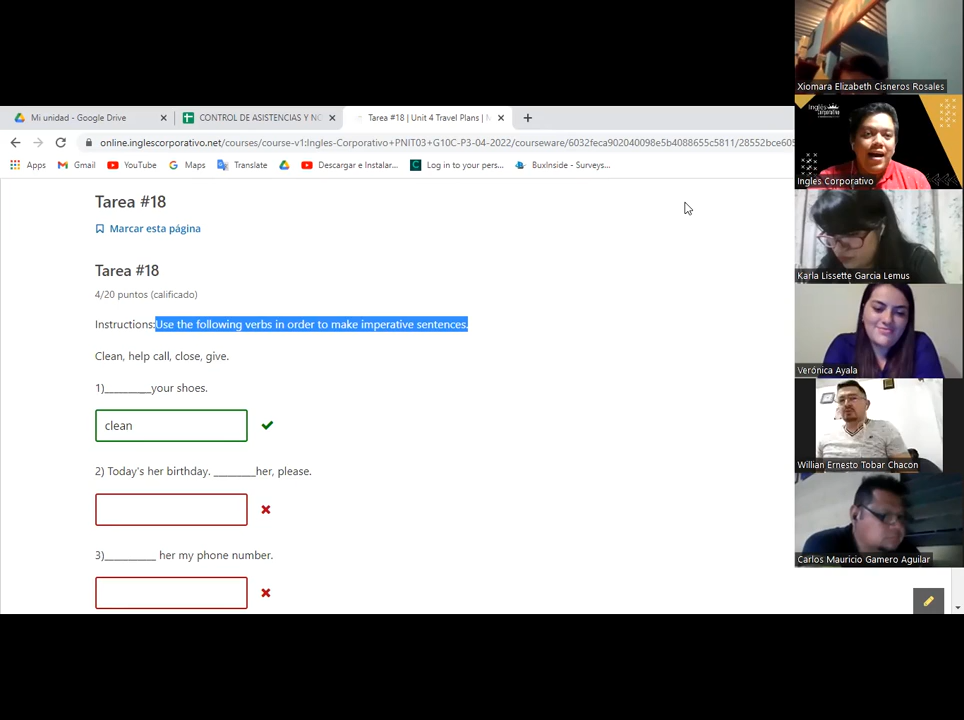 Mi unidad - Google Drive
CONTROL DE ASISTENCIAS Y NO
Tarea #18 | Unit 4 Travel Plans |
online.inglescorporativo.net/courses/course-v1:Ingles-Corporativo+PNIT03+G10C-P3-04-2022/courseware/6032feca902040098e5b4088655c5811/28552bce605
Apps
Gmail
YouTube
Maps
Translate
Descargar e Instalar...
Log in to your pers...
BuxInside - Surveys...
Tarea #18
Marcar esta página
Tarea #18
4/20 puntos (calificado)
Instructions:Use the following verbs in order to make imperative sentences.
Clean, help call, close, give.
1)_________your shoes.
clean
2) Today's her birthday. ________her, please.
3)__________ her my phone number.
Xiomara Elizabeth Cisneros Rosales
Inglés Corporativo
Ingles Corporativo
Karla Lissette Garcia Lemus
Verónica Ayala
Willian Ernesto Tobar Chacon
Carlos Mauricio Gamero Aguilar